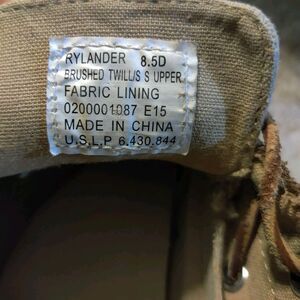 RYLANDER 8.5D
BRUSHED TWILL/S S UPPER
FABRIC LINING
0200001087 E15
MADE IN CHINA
U.S.L.P 6.430.844